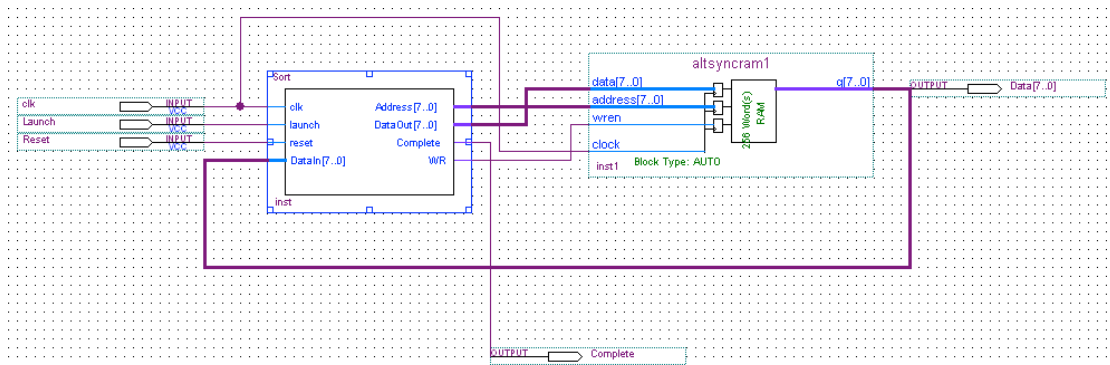 altsyncram1
Sort
data[7..0]
q[7..0]
OUTPUT
Data[7..0]
clk
INPUT
VCC
clk
Address[7..0]
address[7..0]
Launch
INPUT
VCC
launch
DataOut[7..0]
wren
Reset
INPUT
VCC
reset
Complete
clock
DataIn[7..0]
WR
inst1
Block Type: AUTO
256 Word(s)
RAM
inst
OUTPUT
Complete